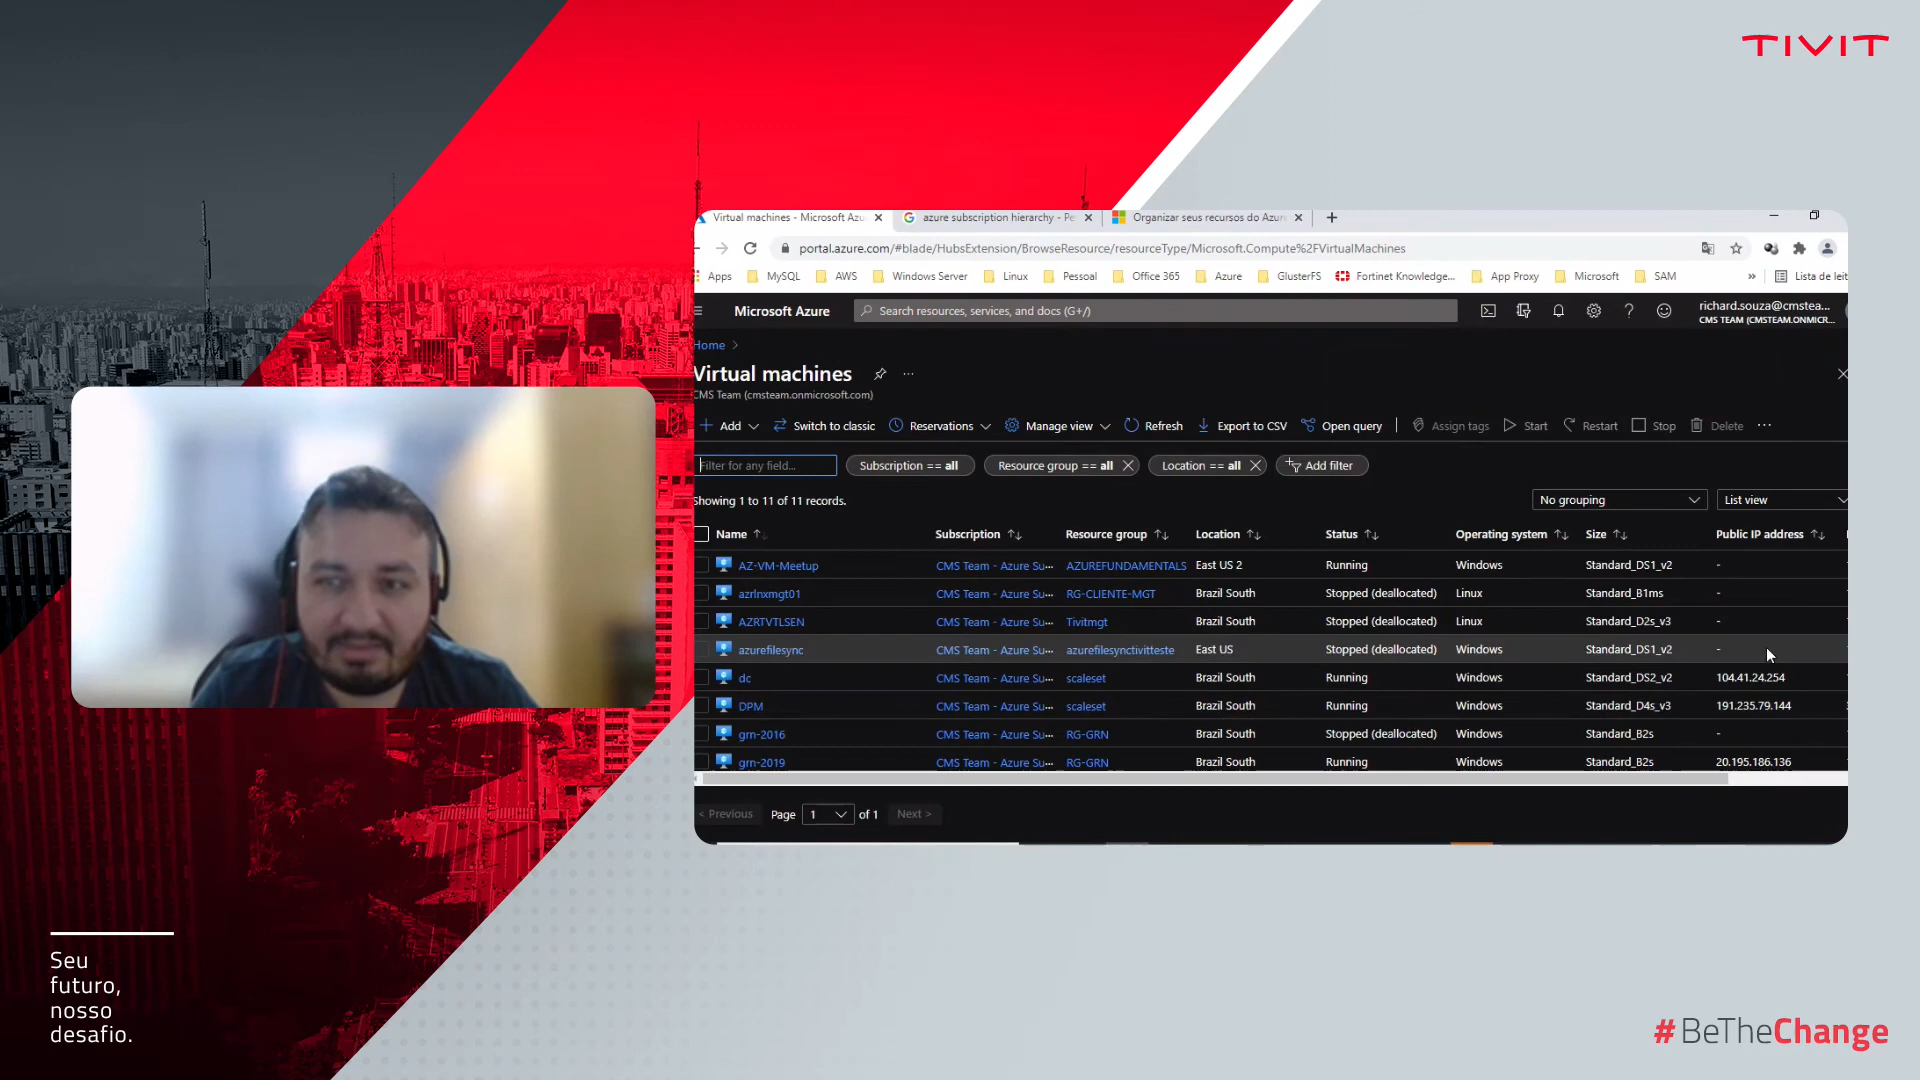 TIVIT
Virtual machines - Microsoft Azu
azure subscription hierarchy - Pe
Organizar seus recursos do Azure
portal.azure.com/#blade/HubsExtension/BrowseResource/resourceType/Microsoft.Compute%2FVirtualMachines
Apps MySQL AWS Windows Server Linux Pessoal Office 365 Azure GlusterFS Fortinet Knowledge... App Proxy Microsoft SAM » Lista de leit
Microsoft Azure
Search resources, services, and docs (G+/)
richard.souza@cmstea...
CMS TEAM (CMSTEAM.ONMICR...
Home >
Virtual machines
CMS Team (cmsteam.onmicrosoft.com)
Add Switch to classic Reservations Manage view Refresh Export to CSV Open query Assign tags Start Restart Stop Delete ...
Filter for any field... Subscription == all Resource group == all Location == all Add filter
Showing 1 to 11 of 11 records.
No grouping List view
Name Subscription Resource group Location Status Operating system Size Public IP address
AZ-VM-Meetup CMS Team - Azure Su... AZUREFUNDAMENTALS East US 2 Running Windows Standard_DS1_v2 -
azrlnxmgt01 CMS Team - Azure Su... RG-CLIENTE-MGT Brazil South Stopped (deallocated) Linux Standard_B1ms -
AZRTVTLSEN CMS Team - Azure Su... Tivitmgt Brazil South Stopped (deallocated) Linux Standard_D2s_v3 -
azurefilesync CMS Team - Azure Su... azurefilesynctivitteste East US Stopped (deallocated) Windows Standard_DS1_v2 -
dc CMS Team - Azure Su... scaleset Brazil South Running Windows Standard_DS2_v2 104.41.24.254
DPM CMS Team - Azure Su... scaleset Brazil South Running Windows Standard_D4s_v3 191.235.79.144
grn-2016 CMS Team - Azure Su... RG-GRN Brazil South Stopped (deallocated) Windows Standard_B2s -
grn-2019 CMS Team - Azure Su... RG-GRN Brazil South Running Windows Standard_B2s 20.195.186.136
< Previous Page 1 of 1 Next >
Seu
futuro,
nosso
desafio.
#BeTheChange